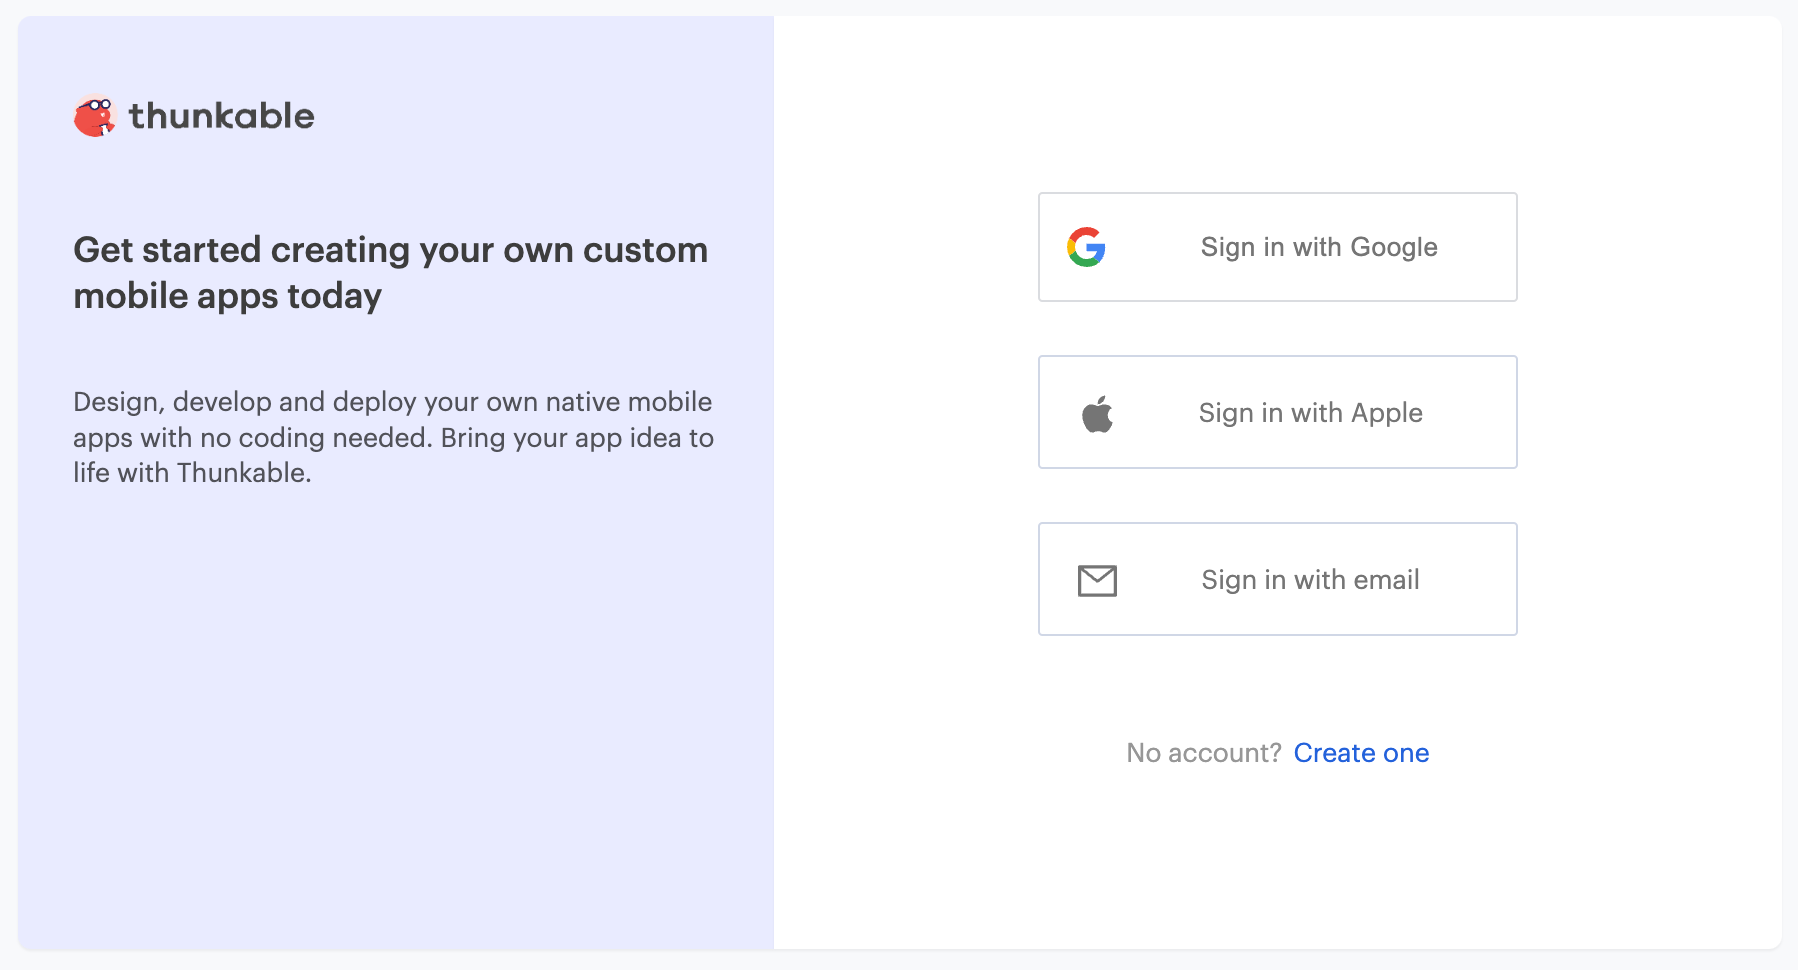 thunkable
Get started creating your own custom
mobile apps today
Design, develop and deploy your own native mobile
apps with no coding needed. Bring your app idea to
life with Thunkable.
Sign in with Google
Sign in with Apple
Sign in with email
No account? Create one